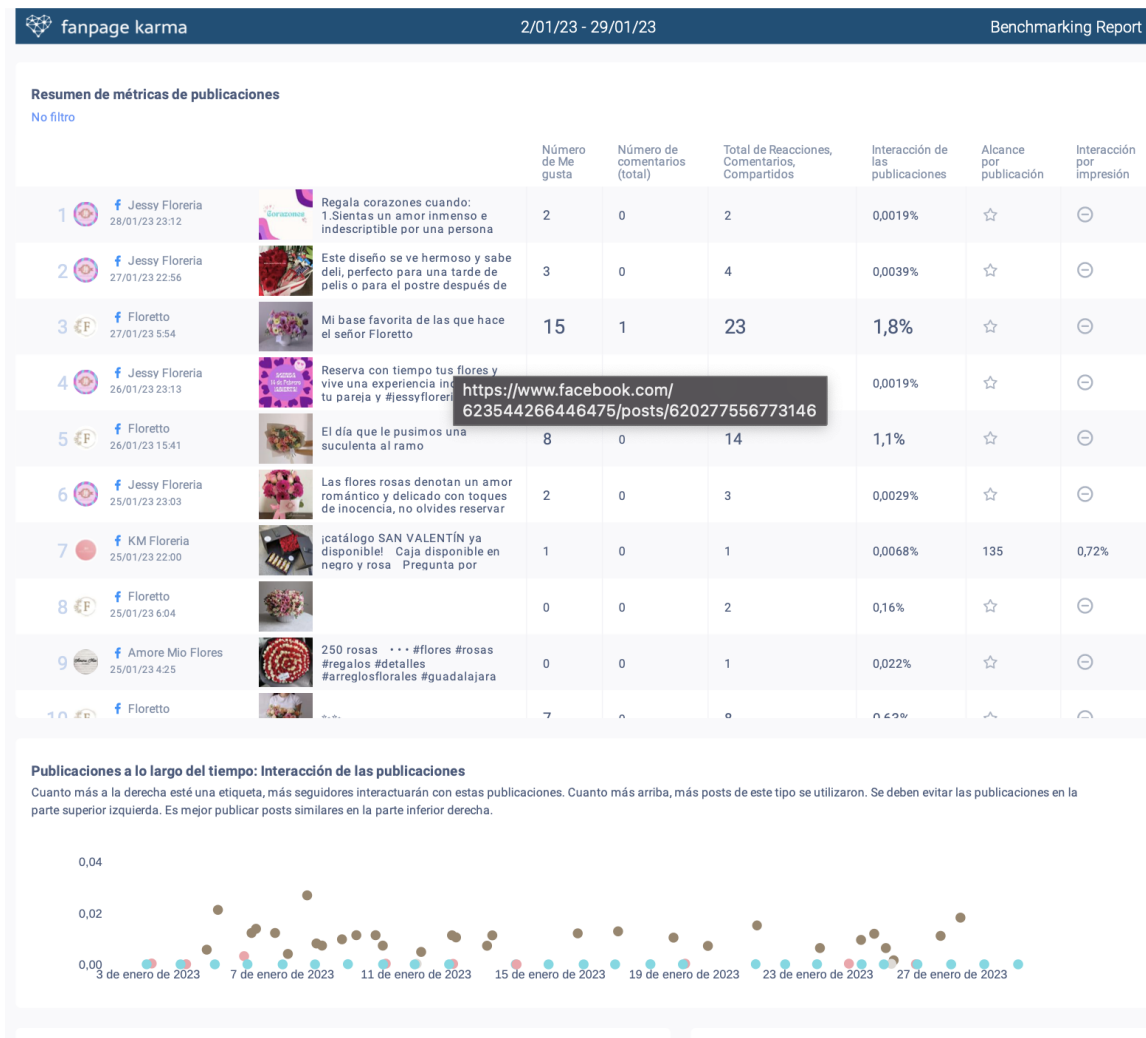 fanpage karma
2/01/23 - 29/01/23
Benchmarking Report
Resumen de métricas de publicaciones
No filtro
Número de Me gusta
Número de comentarios (total)
Total de Reacciones, Comentarios, Compartidos
Interacción de las publicaciones
Alcance por publicación
Interacción por impresión
1
Jessy Floreria
28/01/23 23:12
Corazones
Regala corazones cuando:
1.Sientas un amor inmenso e
indescriptible por una persona
2
0
2
0,0019%
2
Jessy Floreria
27/01/23 22:56
Este diseño se ve hermoso y sabe
deli, perfecto para una tarde de
pelis o para el postre después de
3
0
4
0,0039%
3
F
Floretto
27/01/23 5:54
Mi base favorita de las que hace
el señor Floretto
15
1
23
1,8%
4
Jessy Floreria
26/01/23 23:13
Reserva con tiempo tus flores y
vive una experiencia
tu pareja y
0,0019%
https://www.facebook.com/
623544266446475/posts/620277556773146
5
F
Floretto
26/01/23 15:41
El día que le pusimos una
suculenta al ramo
8
0
14
1,1%
6
Jessy Floreria
25/01/23 23:03
Las flores rosas denotan un amor
romántico y delicado con toques
de inocencia, no olvides reservar
2
0
3
0,0029%
7
KM Floreria
25/01/23 22:00
¡catálogo SAN VALENTÍN ya
disponible! Caja disponible en
negro y rosa Pregunta por
1
0
1
0,0068%
135
0,72%
8
F
Floretto
25/01/23 6:04
0
0
2
0,16%
9
Amore Mio Flores
25/01/23 4:25
250 rosas • • • #flores #rosas
#regalos #detalles
#arreglosflorales #guadalajara
0
0
1
0,022%
10
Floretto
7
0
8
0,63%
Publicaciones a lo largo del tiempo: Interacción de las publicaciones
Cuanto más a la derecha esté una etiqueta, más seguidores interactuarán con estas publicaciones. Cuanto más arriba, más posts de este tipo se utilizaron. Se deben evitar las publicaciones en la
parte superior izquierda. Es mejor publicar posts similares en la parte inferior derecha.
0,04
0,02
0,00
3 de enero de 2023
7 de enero de 2023
11 de enero de 2023
15 de enero de 2023
19 de enero de 2023
23 de enero de 2023
27 de enero de 2023